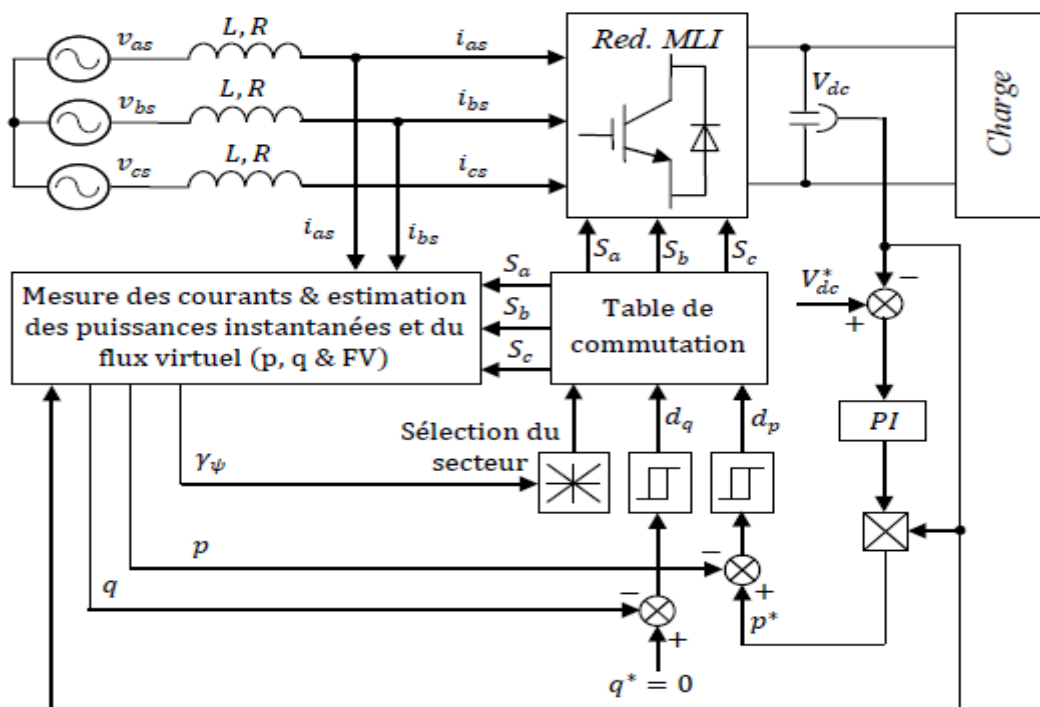 v_as L, R i_as
Red. MLI
v_bs L, R i_bs
v_cs L, R i_cs
V_dc
Charge
i_as i_bs
S_a S_b S_c
Mesure des courants & estimation
des puissances instantanées et du
flux virtuel (p, q & FV)
S_a
S_b
S_c
Table de
commutation
V*_dc
−
+
PI
Sélection du
secteur
d_q
d_p
γ_ψ
p
−
+
q
−
+
p*
q* = 0